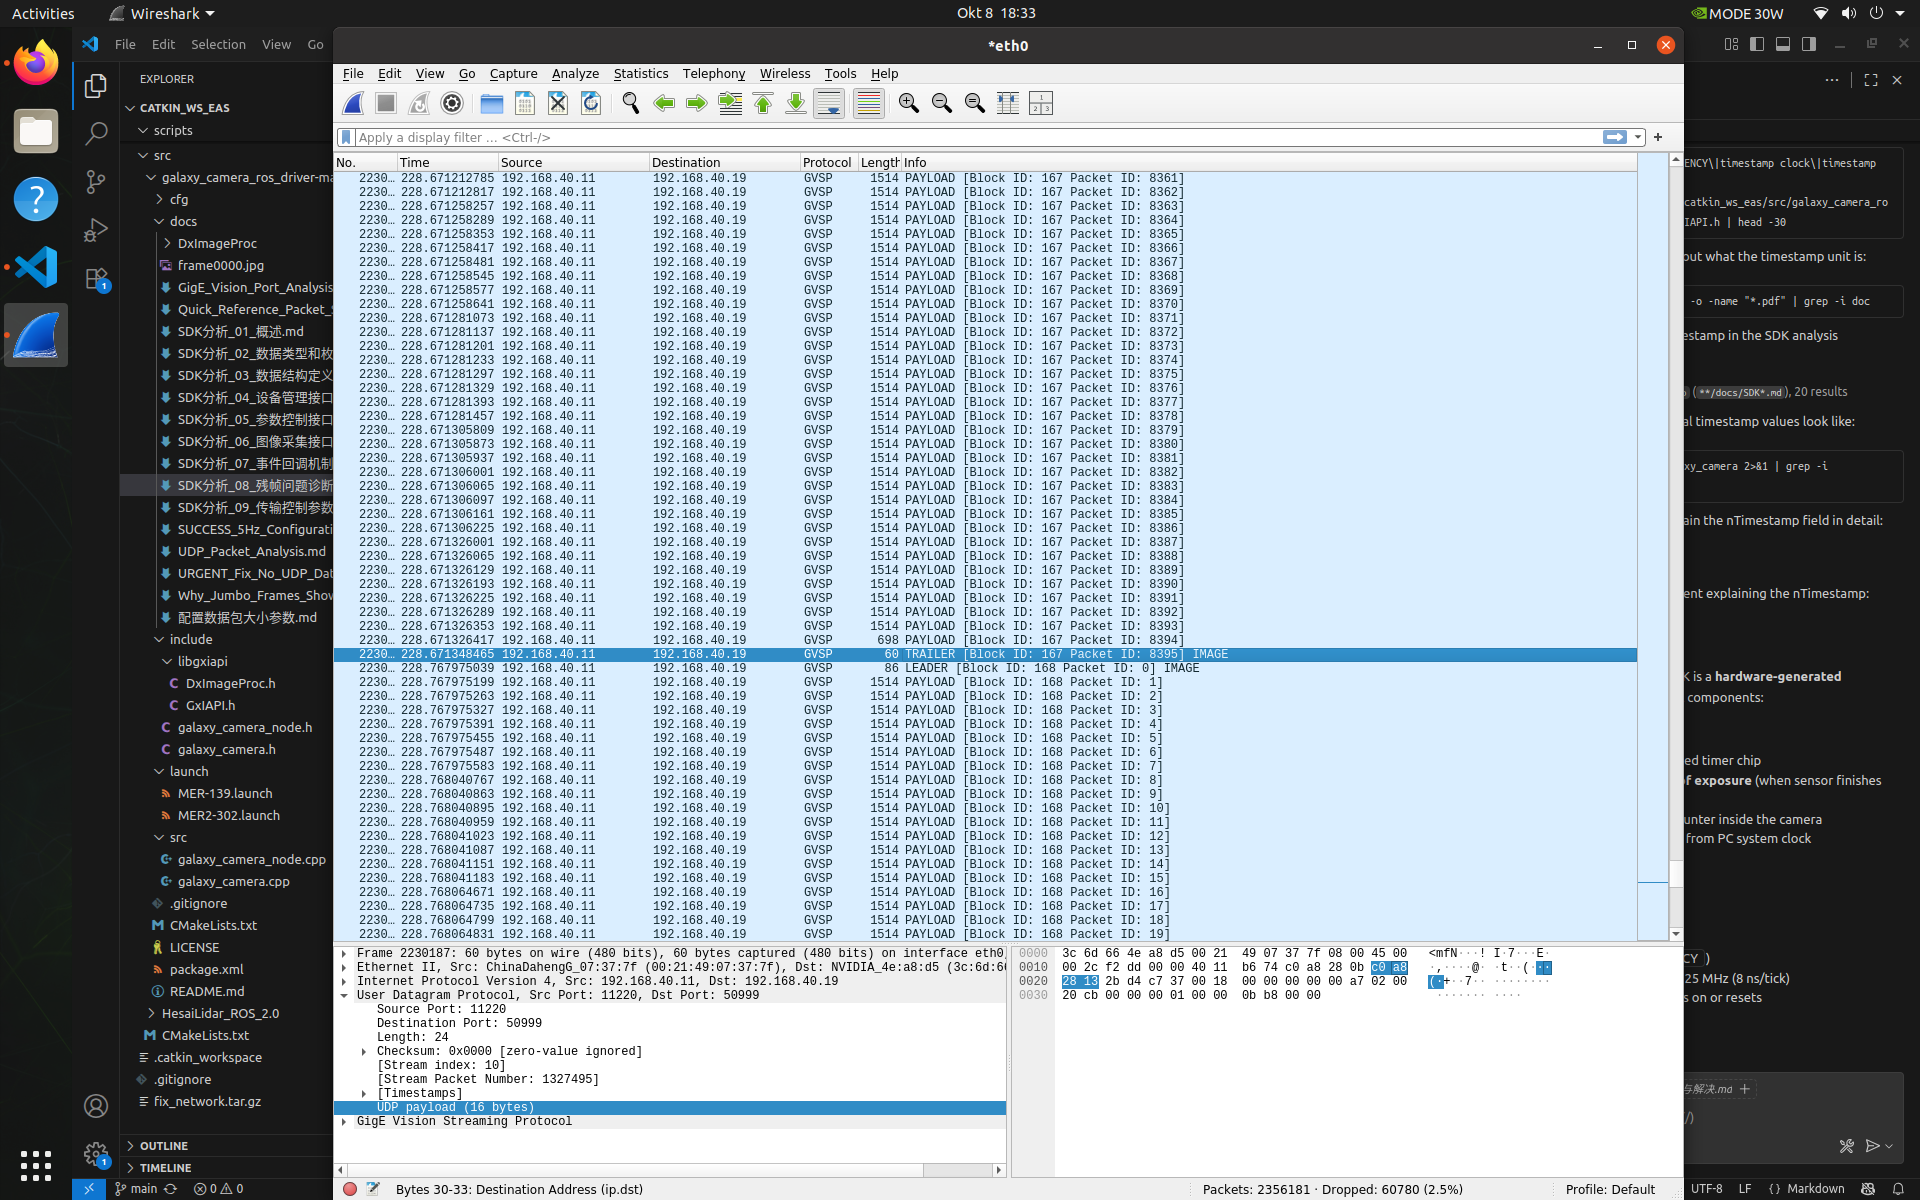 Activities
Wireshark
Okt 8 18:33
MODE 30W
File Edit Selection View Go
*eth0
EXPLORER
CATKIN_WS_EAS
scripts
src
galaxy_camera_ros_driver-ma
cfg
docs
DxImageProc
frame0000.jpg
GigE_Vision_Port_Analysis
Quick_Reference_Packet_S
SDK分析_01_概述.md
SDK分析_02_数据类型和枚
SDK分析_03_数据结构定义
SDK分析_04_设备管理接口
SDK分析_05_参数控制接口
SDK分析_06_图像采集接口
SDK分析_07_事件回调机制
SDK分析_08_残帧问题诊断
SDK分析_09_传输控制参数
SUCCESS_5Hz_Configurati
UDP_Packet_Analysis.md
URGENT_Fix_No_UDP_Dat
Why_Jumbo_Frames_Show
配置数据包大小参数.md
include
libgxiapi
DxImageProc.h
GxIAPI.h
galaxy_camera_node.h
galaxy_camera.h
launch
MER-139.launch
MER2-302.launch
src
galaxy_camera_node.cpp
galaxy_camera.cpp
.gitignore
CMakeLists.txt
LICENSE
package.xml
README.md
HesaiLidar_ROS_2.0
CMakeLists.txt
.catkin_workspace
.gitignore
fix_network.tar.gz
OUTLINE
TIMELINE
main
0 0
File Edit View Go Capture Analyze Statistics Telephony Wireless Tools Help
Apply a display filter … <Ctrl-/>
No. Time Source Destination Protocol Length Info
2230… 228.671212785 192.168.40.11 192.168.40.19 GVSP 1514 PAYLOAD [Block ID: 167 Packet ID: 8361]
2230… 228.671212817 192.168.40.11 192.168.40.19 GVSP 1514 PAYLOAD [Block ID: 167 Packet ID: 8362]
2230… 228.671258257 192.168.40.11 192.168.40.19 GVSP 1514 PAYLOAD [Block ID: 167 Packet ID: 8363]
2230… 228.671258289 192.168.40.11 192.168.40.19 GVSP 1514 PAYLOAD [Block ID: 167 Packet ID: 8364]
2230… 228.671258353 192.168.40.11 192.168.40.19 GVSP 1514 PAYLOAD [Block ID: 167 Packet ID: 8365]
2230… 228.671258417 192.168.40.11 192.168.40.19 GVSP 1514 PAYLOAD [Block ID: 167 Packet ID: 8366]
2230… 228.671258481 192.168.40.11 192.168.40.19 GVSP 1514 PAYLOAD [Block ID: 167 Packet ID: 8367]
2230… 228.671258545 192.168.40.11 192.168.40.19 GVSP 1514 PAYLOAD [Block ID: 167 Packet ID: 8368]
2230… 228.671258577 192.168.40.11 192.168.40.19 GVSP 1514 PAYLOAD [Block ID: 167 Packet ID: 8369]
2230… 228.671258641 192.168.40.11 192.168.40.19 GVSP 1514 PAYLOAD [Block ID: 167 Packet ID: 8370]
2230… 228.671281073 192.168.40.11 192.168.40.19 GVSP 1514 PAYLOAD [Block ID: 167 Packet ID: 8371]
2230… 228.671281137 192.168.40.11 192.168.40.19 GVSP 1514 PAYLOAD [Block ID: 167 Packet ID: 8372]
2230… 228.671281201 192.168.40.11 192.168.40.19 GVSP 1514 PAYLOAD [Block ID: 167 Packet ID: 8373]
2230… 228.671281233 192.168.40.11 192.168.40.19 GVSP 1514 PAYLOAD [Block ID: 167 Packet ID: 8374]
2230… 228.671281297 192.168.40.11 192.168.40.19 GVSP 1514 PAYLOAD [Block ID: 167 Packet ID: 8375]
2230… 228.671281329 192.168.40.11 192.168.40.19 GVSP 1514 PAYLOAD [Block ID: 167 Packet ID: 8376]
2230… 228.671281393 192.168.40.11 192.168.40.19 GVSP 1514 PAYLOAD [Block ID: 167 Packet ID: 8377]
2230… 228.671281457 192.168.40.11 192.168.40.19 GVSP 1514 PAYLOAD [Block ID: 167 Packet ID: 8378]
2230… 228.671305809 192.168.40.11 192.168.40.19 GVSP 1514 PAYLOAD [Block ID: 167 Packet ID: 8379]
2230… 228.671305873 192.168.40.11 192.168.40.19 GVSP 1514 PAYLOAD [Block ID: 167 Packet ID: 8380]
2230… 228.671305937 192.168.40.11 192.168.40.19 GVSP 1514 PAYLOAD [Block ID: 167 Packet ID: 8381]
2230… 228.671306001 192.168.40.11 192.168.40.19 GVSP 1514 PAYLOAD [Block ID: 167 Packet ID: 8382]
2230… 228.671306065 192.168.40.11 192.168.40.19 GVSP 1514 PAYLOAD [Block ID: 167 Packet ID: 8383]
2230… 228.671306097 192.168.40.11 192.168.40.19 GVSP 1514 PAYLOAD [Block ID: 167 Packet ID: 8384]
2230… 228.671306161 192.168.40.11 192.168.40.19 GVSP 1514 PAYLOAD [Block ID: 167 Packet ID: 8385]
2230… 228.671306225 192.168.40.11 192.168.40.19 GVSP 1514 PAYLOAD [Block ID: 167 Packet ID: 8386]
2230… 228.671326001 192.168.40.11 192.168.40.19 GVSP 1514 PAYLOAD [Block ID: 167 Packet ID: 8387]
2230… 228.671326065 192.168.40.11 192.168.40.19 GVSP 1514 PAYLOAD [Block ID: 167 Packet ID: 8388]
2230… 228.671326129 192.168.40.11 192.168.40.19 GVSP 1514 PAYLOAD [Block ID: 167 Packet ID: 8389]
2230… 228.671326193 192.168.40.11 192.168.40.19 GVSP 1514 PAYLOAD [Block ID: 167 Packet ID: 8390]
2230… 228.671326225 192.168.40.11 192.168.40.19 GVSP 1514 PAYLOAD [Block ID: 167 Packet ID: 8391]
2230… 228.671326289 192.168.40.11 192.168.40.19 GVSP 1514 PAYLOAD [Block ID: 167 Packet ID: 8392]
2230… 228.671326353 192.168.40.11 192.168.40.19 GVSP 1514 PAYLOAD [Block ID: 167 Packet ID: 8393]
2230… 228.671326417 192.168.40.11 192.168.40.19 GVSP 698 PAYLOAD [Block ID: 167 Packet ID: 8394]
2230… 228.671348465 192.168.40.11 192.168.40.19 GVSP 60 TRAILER [Block ID: 167 Packet ID: 8395] IMAGE
2230… 228.767975039 192.168.40.11 192.168.40.19 GVSP 86 LEADER [Block ID: 168 Packet ID: 0] IMAGE
2230… 228.767975199 192.168.40.11 192.168.40.19 GVSP 1514 PAYLOAD [Block ID: 168 Packet ID: 1]
2230… 228.767975263 192.168.40.11 192.168.40.19 GVSP 1514 PAYLOAD [Block ID: 168 Packet ID: 2]
2230… 228.767975327 192.168.40.11 192.168.40.19 GVSP 1514 PAYLOAD [Block ID: 168 Packet ID: 3]
2230… 228.767975391 192.168.40.11 192.168.40.19 GVSP 1514 PAYLOAD [Block ID: 168 Packet ID: 4]
2230… 228.767975455 192.168.40.11 192.168.40.19 GVSP 1514 PAYLOAD [Block ID: 168 Packet ID: 5]
2230… 228.767975487 192.168.40.11 192.168.40.19 GVSP 1514 PAYLOAD [Block ID: 168 Packet ID: 6]
2230… 228.767975583 192.168.40.11 192.168.40.19 GVSP 1514 PAYLOAD [Block ID: 168 Packet ID: 7]
2230… 228.768040767 192.168.40.11 192.168.40.19 GVSP 1514 PAYLOAD [Block ID: 168 Packet ID: 8]
2230… 228.768040863 192.168.40.11 192.168.40.19 GVSP 1514 PAYLOAD [Block ID: 168 Packet ID: 9]
2230… 228.768040895 192.168.40.11 192.168.40.19 GVSP 1514 PAYLOAD [Block ID: 168 Packet ID: 10]
2230… 228.768040959 192.168.40.11 192.168.40.19 GVSP 1514 PAYLOAD [Block ID: 168 Packet ID: 11]
2230… 228.768041023 192.168.40.11 192.168.40.19 GVSP 1514 PAYLOAD [Block ID: 168 Packet ID: 12]
2230… 228.768041087 192.168.40.11 192.168.40.19 GVSP 1514 PAYLOAD [Block ID: 168 Packet ID: 13]
2230… 228.768041151 192.168.40.11 192.168.40.19 GVSP 1514 PAYLOAD [Block ID: 168 Packet ID: 14]
2230… 228.768041183 192.168.40.11 192.168.40.19 GVSP 1514 PAYLOAD [Block ID: 168 Packet ID: 15]
2230… 228.768064671 192.168.40.11 192.168.40.19 GVSP 1514 PAYLOAD [Block ID: 168 Packet ID: 16]
2230… 228.768064735 192.168.40.11 192.168.40.19 GVSP 1514 PAYLOAD [Block ID: 168 Packet ID: 17]
2230… 228.768064799 192.168.40.11 192.168.40.19 GVSP 1514 PAYLOAD [Block ID: 168 Packet ID: 18]
2230… 228.768064831 192.168.40.11 192.168.40.19 GVSP 1514 PAYLOAD [Block ID: 168 Packet ID: 19]
Frame 2230187: 60 bytes on wire (480 bits), 60 bytes captured (480 bits) on interface eth0
Ethernet II, Src: ChinaDahengG_07:37:7f (00:21:49:07:37:7f), Dst: NVIDIA_4e:a8:d5 (3c:6d:66
Internet Protocol Version 4, Src: 192.168.40.11, Dst: 192.168.40.19
User Datagram Protocol, Src Port: 11220, Dst Port: 50999
Source Port: 11220
Destination Port: 50999
Length: 24
Checksum: 0x0000 [zero-value ignored]
[Stream index: 10]
[Stream Packet Number: 1327495]
[Timestamps]
UDP payload (16 bytes)
GigE Vision Streaming Protocol
0000 3c 6d 66 4e a8 d5 00 21 49 07 37 7f 08 00 45 00 <mfN···! I·7···E·
0010 00 2c f2 dd 00 00 40 11 b6 74 c0 a8 28 0b c0 a8 ·,····@· ·t··(···
0020 28 13 2b d4 c7 37 00 18 00 00 00 00 00 a7 02 00 (·+··7·· ········
0030 20 cb 00 00 00 01 00 00 0b b8 00 00 ······· ····
Bytes 30-33: Destination Address (ip.dst)
Packets: 2356181 · Dropped: 60780 (2.5%)
Profile: Default
ENCY\|timestamp clock\|timestamp
catkin_ws_eas/src/galaxy_camera_ro
IAPI.h | head -30
out what the timestamp unit is:
-o -name "*.pdf" | grep -i doc
estamp in the SDK analysis
(**/docs/SDK*.md), 20 results
al timestamp values look like:
xy_camera 2>&1 | grep -i
ain the nTimestamp field in detail:
ent explaining the nTimestamp:
K is a hardware-generated
components:
ed timer chip
of exposure (when sensor finishes
unter inside the camera
from PC system clock
CY )
25 MHz (8 ns/tick)
s on or resets
与解决.md
/)
UTF-8 LF {} Markdown